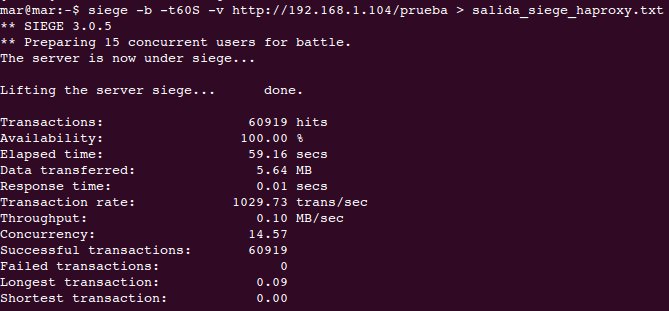 mar@mar:~$ siege -b -t60S -v http://192.168.1.104/prueba > salida_siege_haproxy.txt
** SIEGE 3.0.5
** Preparing 15 concurrent users for battle.
The server is now under siege...
Lifting the server siege... done.
Transactions: 60919 hits
Availability: 100.00 %
Elapsed time: 59.16 secs
Data transferred: 5.64 MB
Response time: 0.01 secs
Transaction rate: 1029.73 trans/sec
Throughput: 0.10 MB/sec
Concurrency: 14.57
Successful transactions: 60919
Failed transactions: 0
Longest transaction: 0.09
Shortest transaction: 0.00